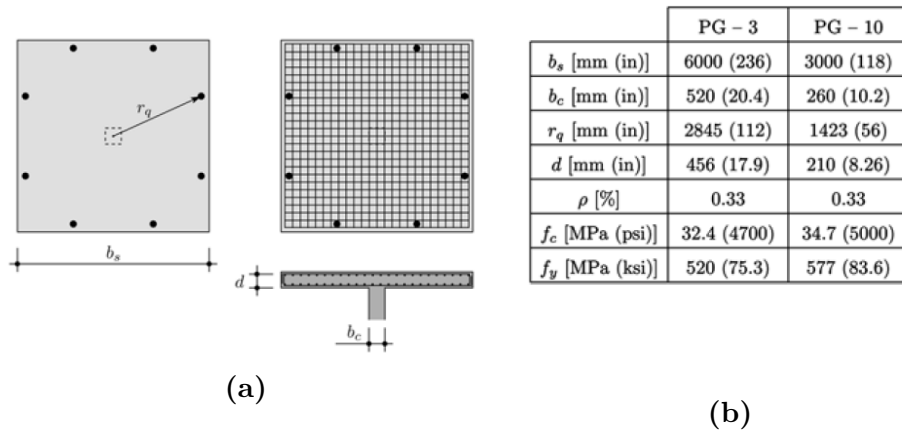 r_q
b_s
d
b_c
(a)
PG – 3 PG – 10
b_s [mm (in)] 6000 (236) 3000 (118)
b_c [mm (in)] 520 (20.4) 260 (10.2)
r_q [mm (in)] 2845 (112) 1423 (56)
d [mm (in)] 456 (17.9) 210 (8.26)
ρ [%] 0.33 0.33
f_c [MPa (psi)] 32.4 (4700) 34.7 (5000)
f_y [MPa (ksi)] 520 (75.3) 577 (83.6)
(b)